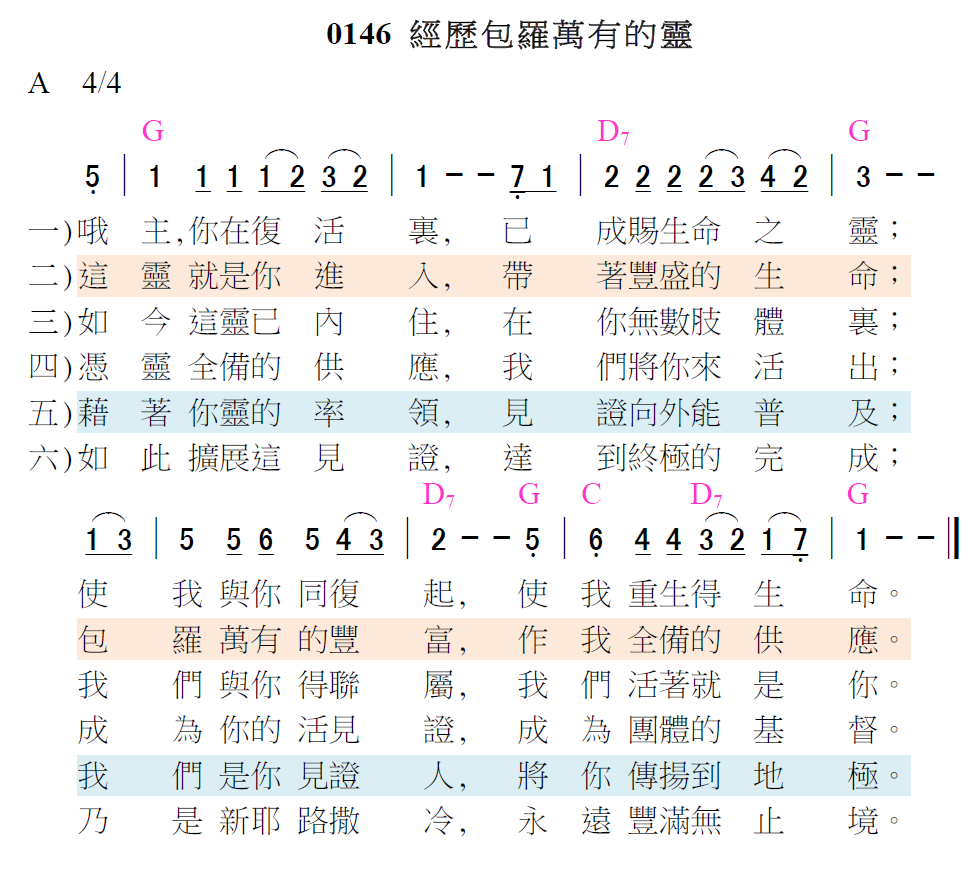 0146 經歷包羅萬有的靈
A 4/4
G D7 G
5 | 1 1 1 1 2 3 2 | 1 - - 7 1 | 2 2 2 2 3 4 2 | 3 - -
一)哦 主,你在復 活 裏, 已 成賜生命 之 靈；
二)這 靈 就是你 進 入, 帶 著豐盛的 生 命；
三)如 今 這靈已 內 住, 在 你無數肢 體 裏；
四)憑 靈 全備的 供 應, 我 們將你來 活 出；
五)藉 著 你靈的 率 領, 見 證向外能 普 及；
六)如 此 擴展這 見 證, 達 到終極的 完 成；
D7 G C D7 G
1 3 | 5 5 6 5 4 3 | 2 - - 5 | 6 4 4 3 2 1 7 | 1 - - ‖
使 我 與你 同復 起, 使 我 重生得 生 命。
包 羅 萬有 的豐 富, 作 我 全備的 供 應。
我 們 與你 得聯 屬, 我 們 活著就 是 你。
成 為 你的 活見 證, 成 為 團體的 基 督。
我 們 是你 見證 人, 將 你 傳揚到 地 極。
乃 是 新耶 路撒 冷, 永 遠 豐滿無 止 境。